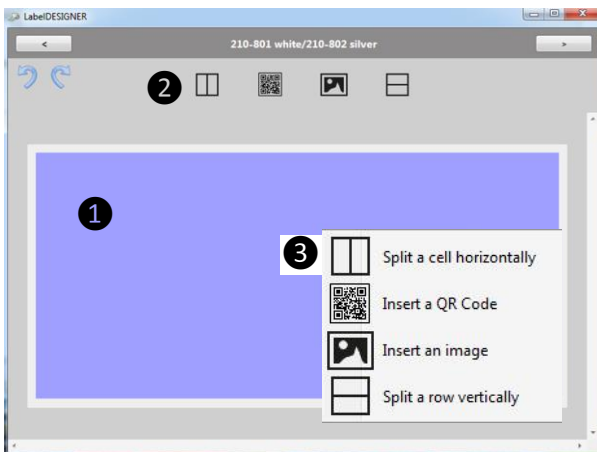 LabelDESIGNER
< 210-801 white/210-802 silver >
2
1
3 Split a cell horizontally
Insert a QR Code
Insert an image
Split a row vertically